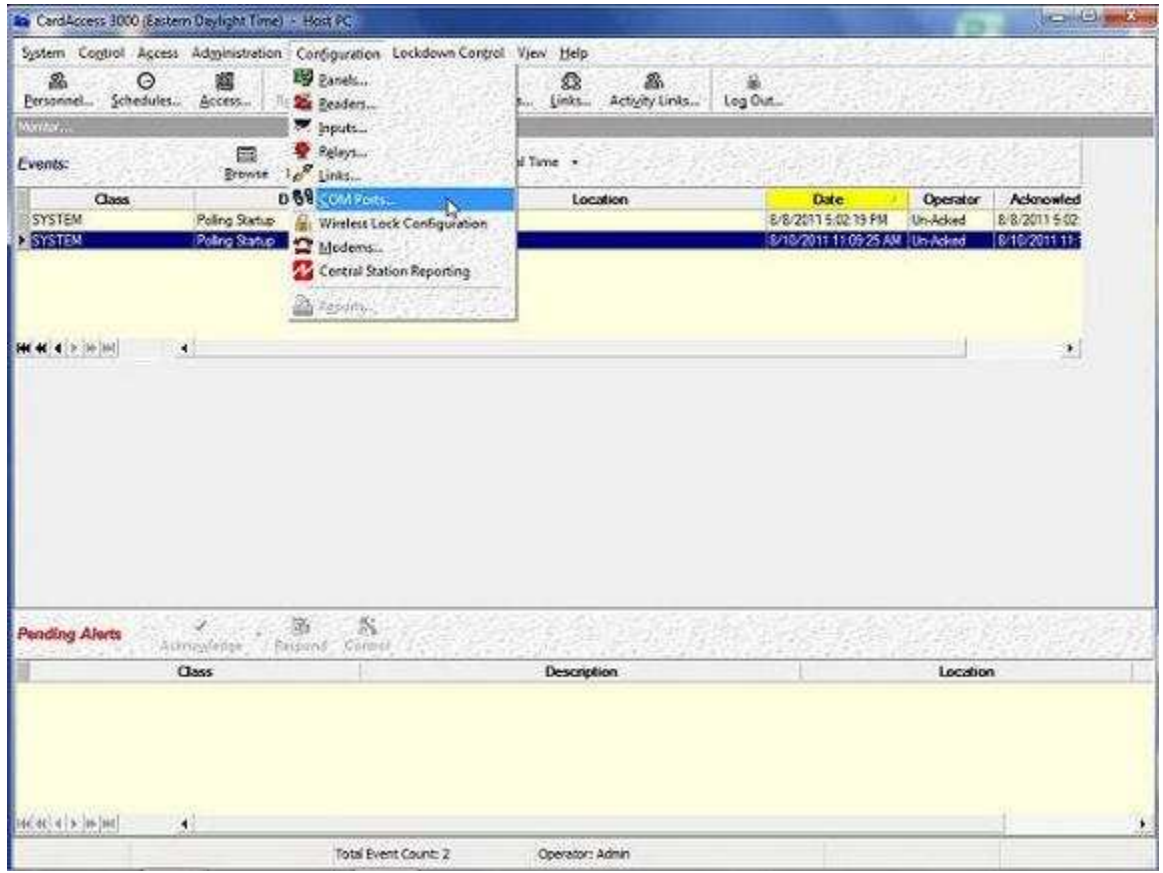 CardAccess 3000 (Eastern Daylight Time) - Host PC
System Control Access Administration Configuration Lockdown Control View Help
Personnel... Schedules... Access... Links... Activity Links... Log Out...
Panels...
Readers...
Inputs...
Relays...
Links...
COM Ports...
Wireless Lock Configuration
Modems...
Central Station Reporting
Reports...
Monitor...
Events: Browse Time
Class D Location Date Operator Acknowled
SYSTEM Polling Startup 8/8/2011 5:02:19 PM Un-Acked 8/8/2011 5:02
SYSTEM Polling Startup 8/10/2011 11:09:25 AM Un-Acked 8/10/2011 11:
Pending Alerts Acknowledge Respond Control
Class Description Location
Total Event Count: 2 Operator: Admin